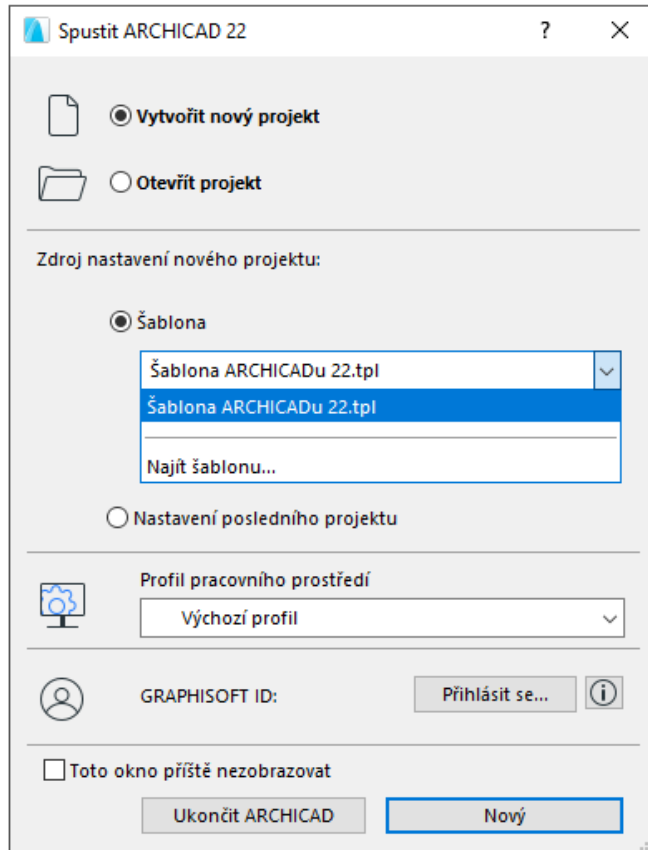 Spustit ARCHICAD 22
?
Vytvořit nový projekt
Otevřít projekt
Zdroj nastavení nového projektu:
Šablona
Šablona ARCHICADu 22.tpl
Šablona ARCHICADu 22.tpl
Najít šablonu...
Nastavení posledního projektu
Profil pracovního prostředí
Výchozí profil
GRAPHISOFT ID:
Přihlásit se...
Toto okno příště nezobrazovat
Ukončit ARCHICAD
Nový